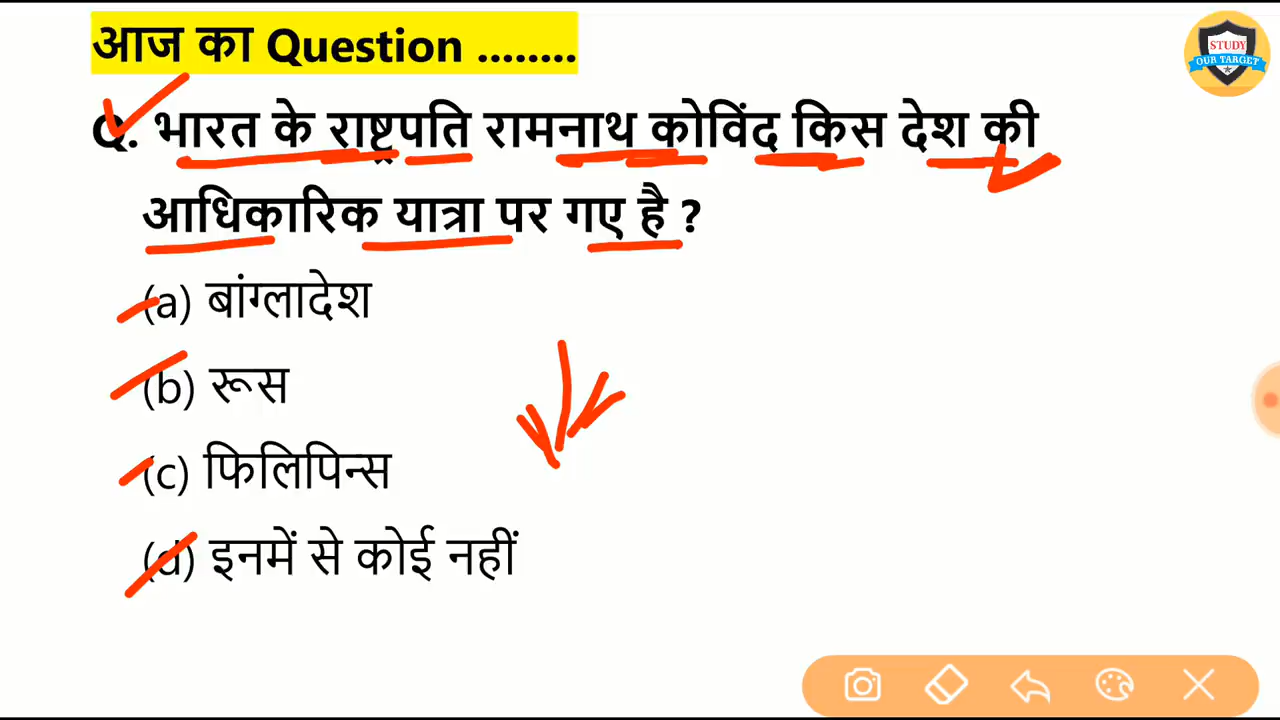 आज का Question ........
STUDY
OUR TARGET
Q. भारत के राष्ट्रपति रामनाथ कोविंद किस देश की
आधिकारिक यात्रा पर गए है ?
(a) बांग्लादेश
(b) रूस
(c) फिलिपिन्स
(d) इनमें से कोई नहीं